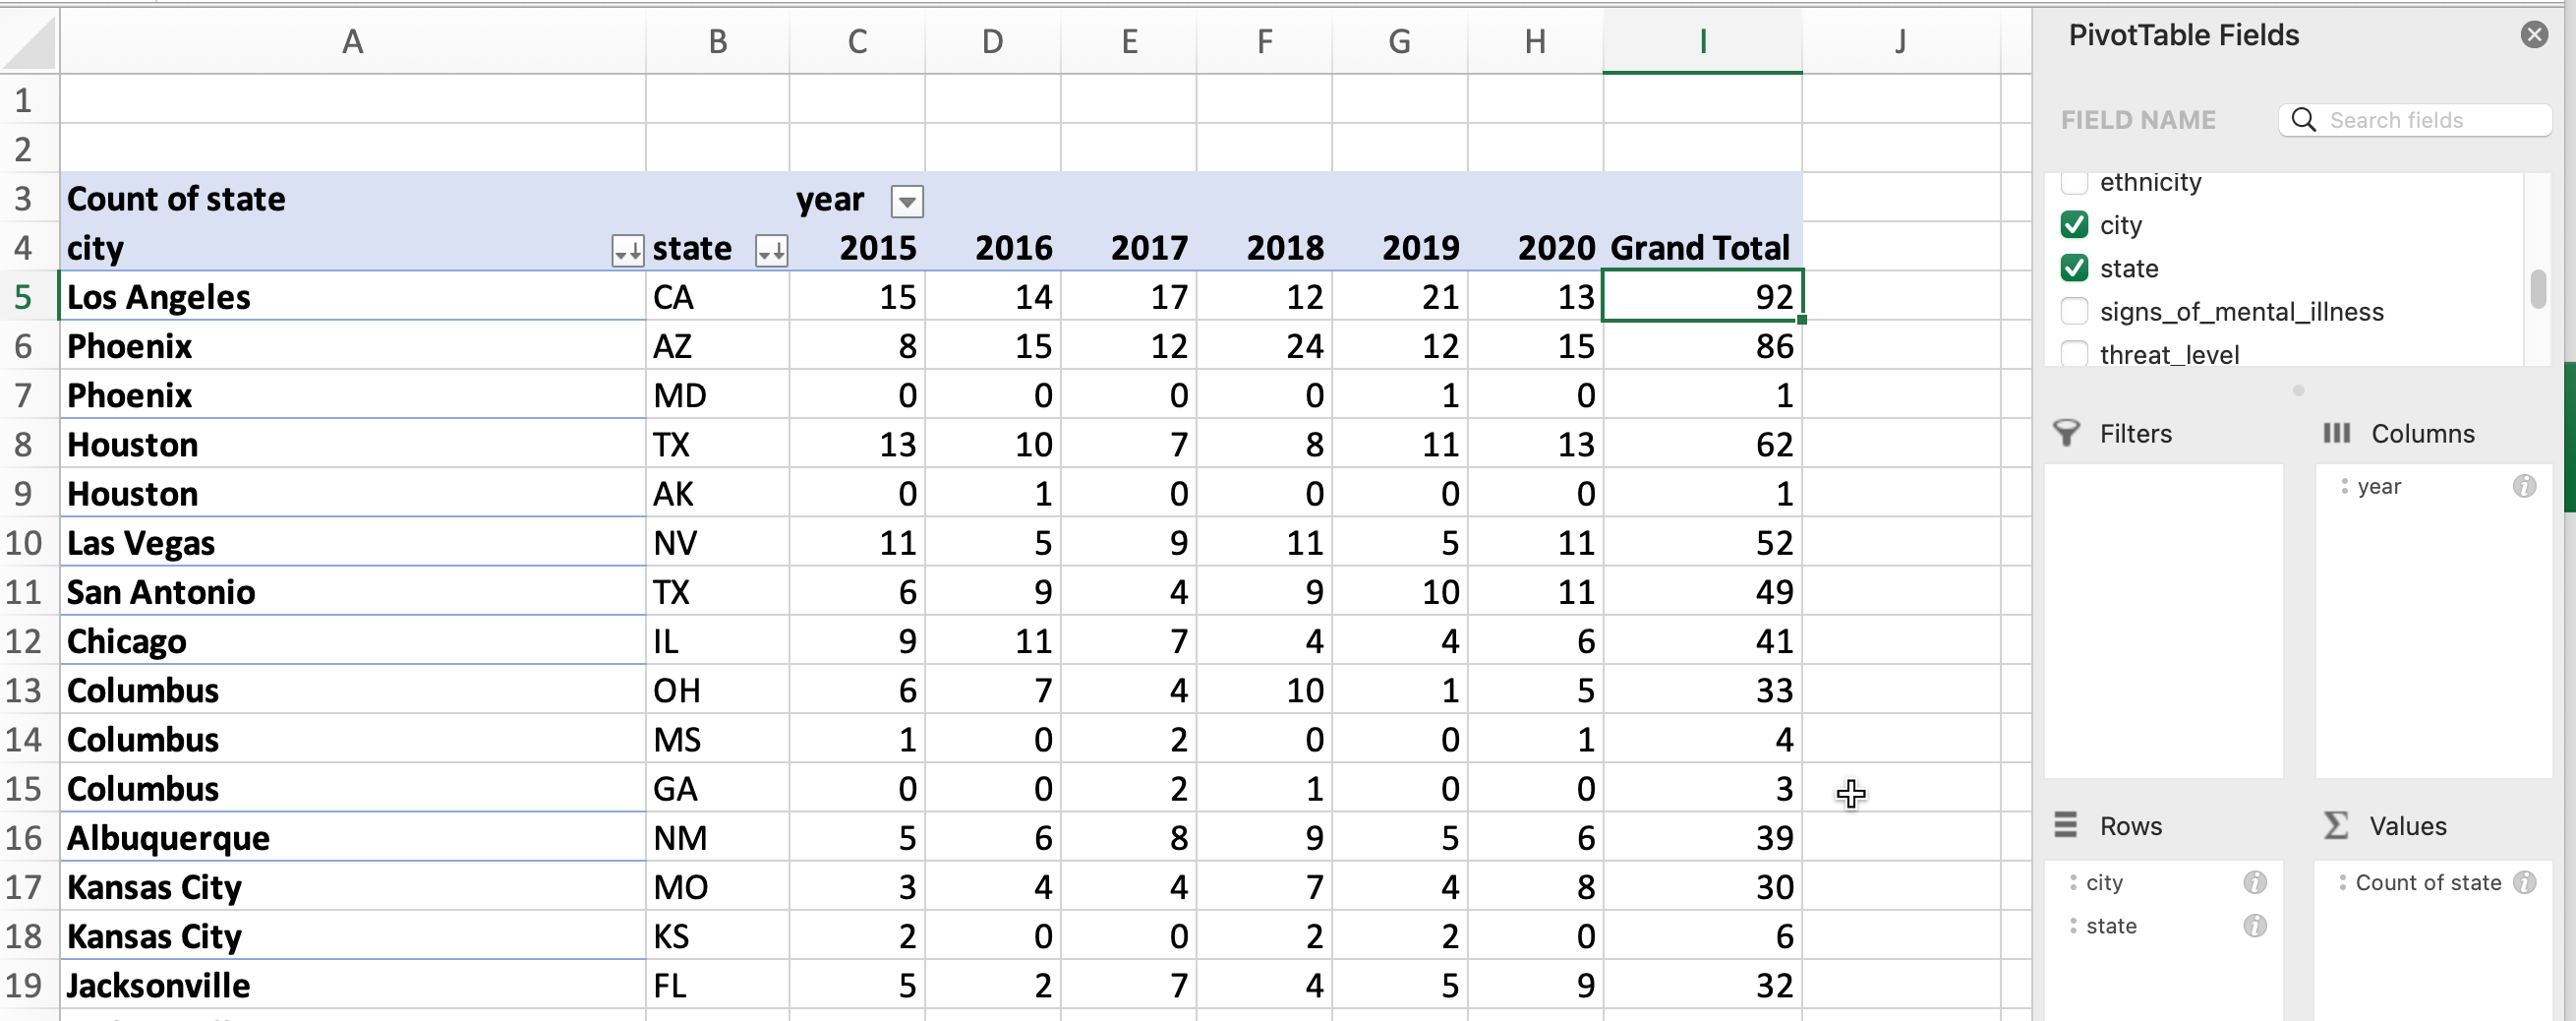 A B C D E F G H I J
1
2
3 Count of state year
4 city state 2015 2016 2017 2018 2019 2020 Grand Total
5 Los Angeles CA 15 14 17 12 21 13 92
6 Phoenix AZ 8 15 12 24 12 15 86
7 Phoenix MD 0 0 0 0 1 0 1
8 Houston TX 13 10 7 8 11 13 62
9 Houston AK 0 1 0 0 0 0 1
10 Las Vegas NV 11 5 9 11 5 11 52
11 San Antonio TX 6 9 4 9 10 11 49
12 Chicago IL 9 11 7 4 4 6 41
13 Columbus OH 6 7 4 10 1 5 33
14 Columbus MS 1 0 2 0 0 1 4
15 Columbus GA 0 0 2 1 0 0 3
16 Albuquerque NM 5 6 8 9 5 6 39
17 Kansas City MO 3 4 4 7 4 8 30
18 Kansas City KS 2 0 0 2 2 0 6
19 Jacksonville FL 5 2 7 4 5 9 32
PivotTable Fields
FIELD NAME Search fields
ethnicity
city
state
signs_of_mental_illness
threat_level
Filters Columns
year
Rows Values
city Count of state
state